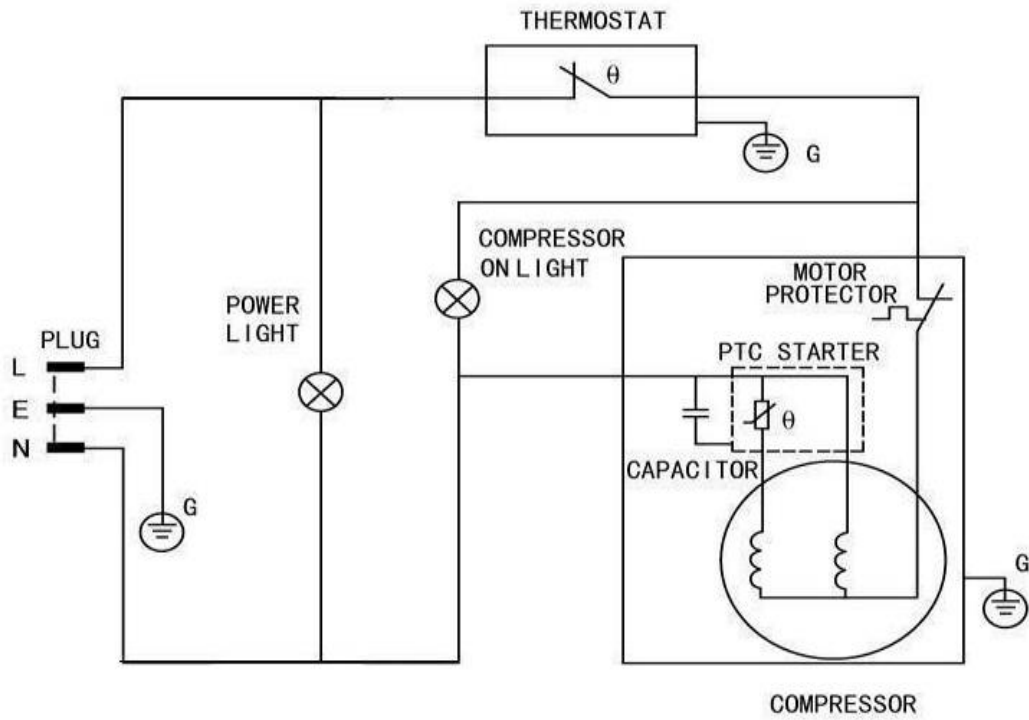 THERMOSTAT
θ
G
COMPRESSOR
ON LIGHT
MOTOR
PROTECTOR
POWER
LIGHT
PLUG
L
E
N
PTC STARTER
θ
CAPACITOR
G
G
COMPRESSOR